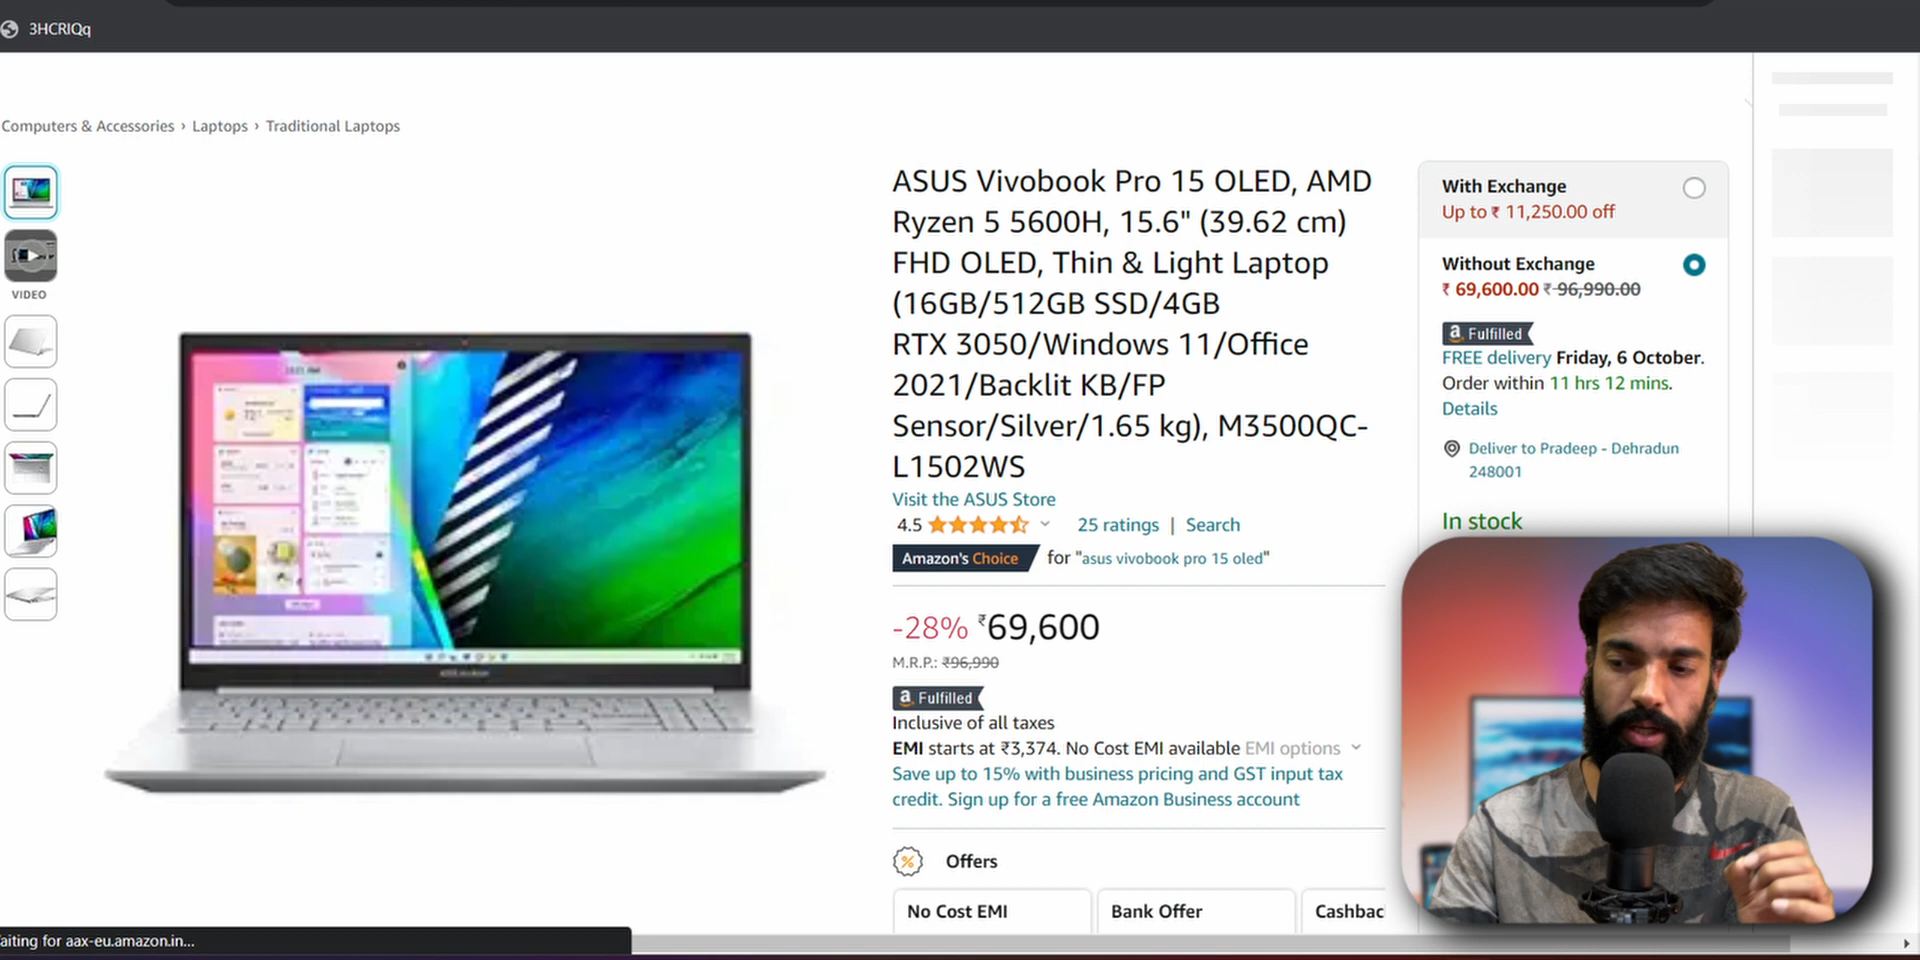 3HCRIQq
Computers & Accessories › Laptops › Traditional Laptops
VIDEO
ASUS Vivobook Pro 15 OLED, AMD
Ryzen 5 5600H, 15.6" (39.62 cm)
FHD OLED, Thin & Light Laptop
(16GB/512GB SSD/4GB
RTX 3050/Windows 11/Office
2021/Backlit KB/FP
Sensor/Silver/1.65 kg), M3500QC-
L1502WS
Visit the ASUS Store
4.5 25 ratings | Search
Amazon's Choice for "asus vivobook pro 15 oled"
-28% ₹69,600
M.R.P.: ₹96,990
a Fulfilled
Inclusive of all taxes
EMI starts at ₹3,374. No Cost EMI available EMI options
Save up to 15% with business pricing and GST input tax
credit. Sign up for a free Amazon Business account
Offers
No Cost EMI Bank Offer Cashbac
With Exchange
Up to ₹ 11,250.00 off
Without Exchange
₹ 69,600.00 ₹ 96,990.00
a Fulfilled
FREE delivery Friday, 6 October.
Order within 11 hrs 12 mins.
Details
Deliver to Pradeep - Dehradun
248001
In stock
aiting for aax-eu.amazon.in...